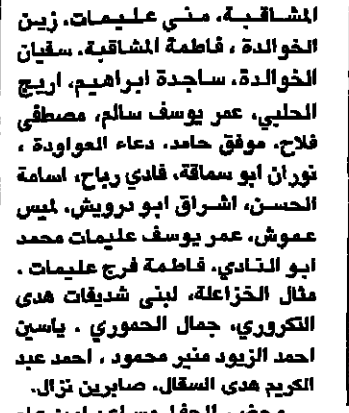 المشاقبة، مني عليمات، زين
الخوالدة ، فاطمة المشاقبة، سفيان
الخوالدة، ساجدة ابراهيم، اريج
الحلبي، عمر يوسف سالم، مصطفى
فلاح، موفق حامد، دعاء العواودة ،
نوران ابو سماقة، فادي رباح، اسامة
الحسن، اشراق ابو درويش، لميس
عموش، عمر يوسف عليمات محمد
ابو النادي، فاطمة فرج عليمات ،
مثال الخزاعلة، لبنى شديفات هدى
التكروري، جمال الحموري ، ياسين
احمد الزيود منير محمود ، احمد عبد
الكريم هدى السقال، صابرين نزال.